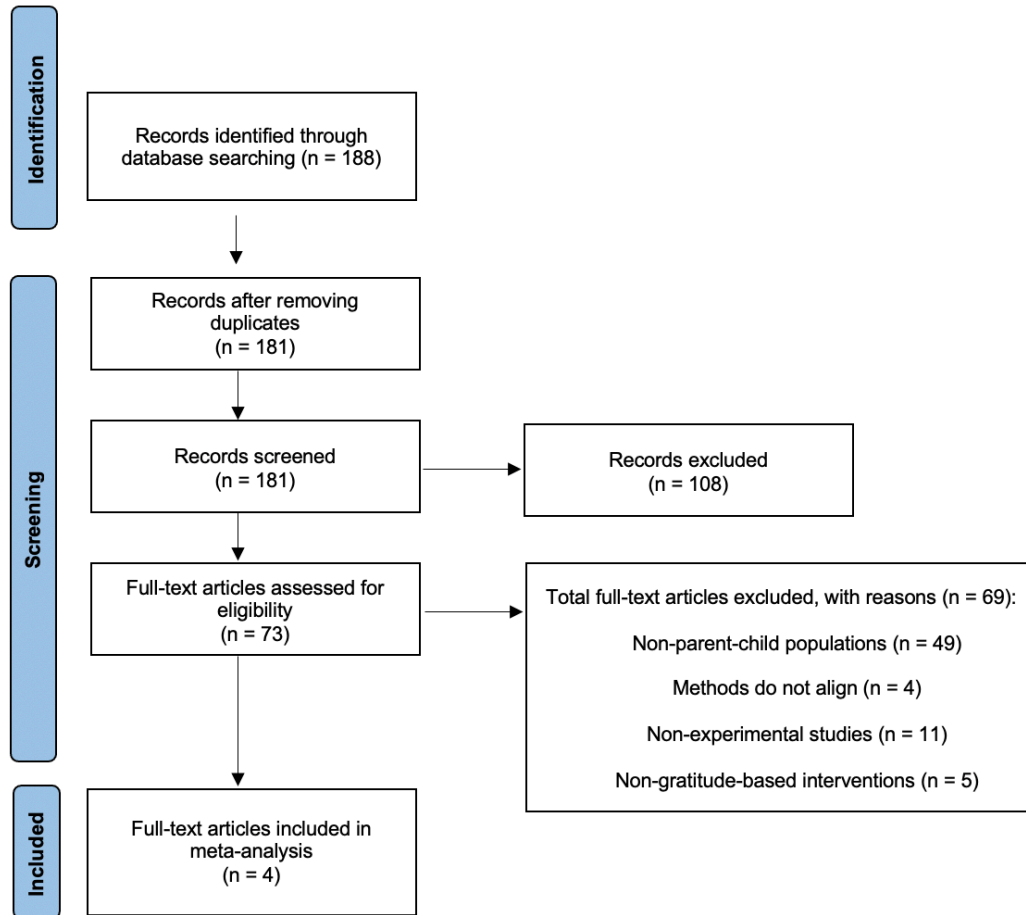 Identification
Records identified through
database searching (n = 188)
Screening
Records after removing
duplicates
(n = 181)
Records screened
(n = 181)
Records excluded
(n = 108)
Full-text articles assessed for
eligibility
(n = 73)
Total full-text articles excluded, with reasons (n = 69):
Non-parent-child populations (n = 49)
Methods do not align (n = 4)
Non-experimental studies (n = 11)
Non-gratitude-based interventions (n = 5)
Included
Full-text articles included in
meta-analysis
(n = 4)